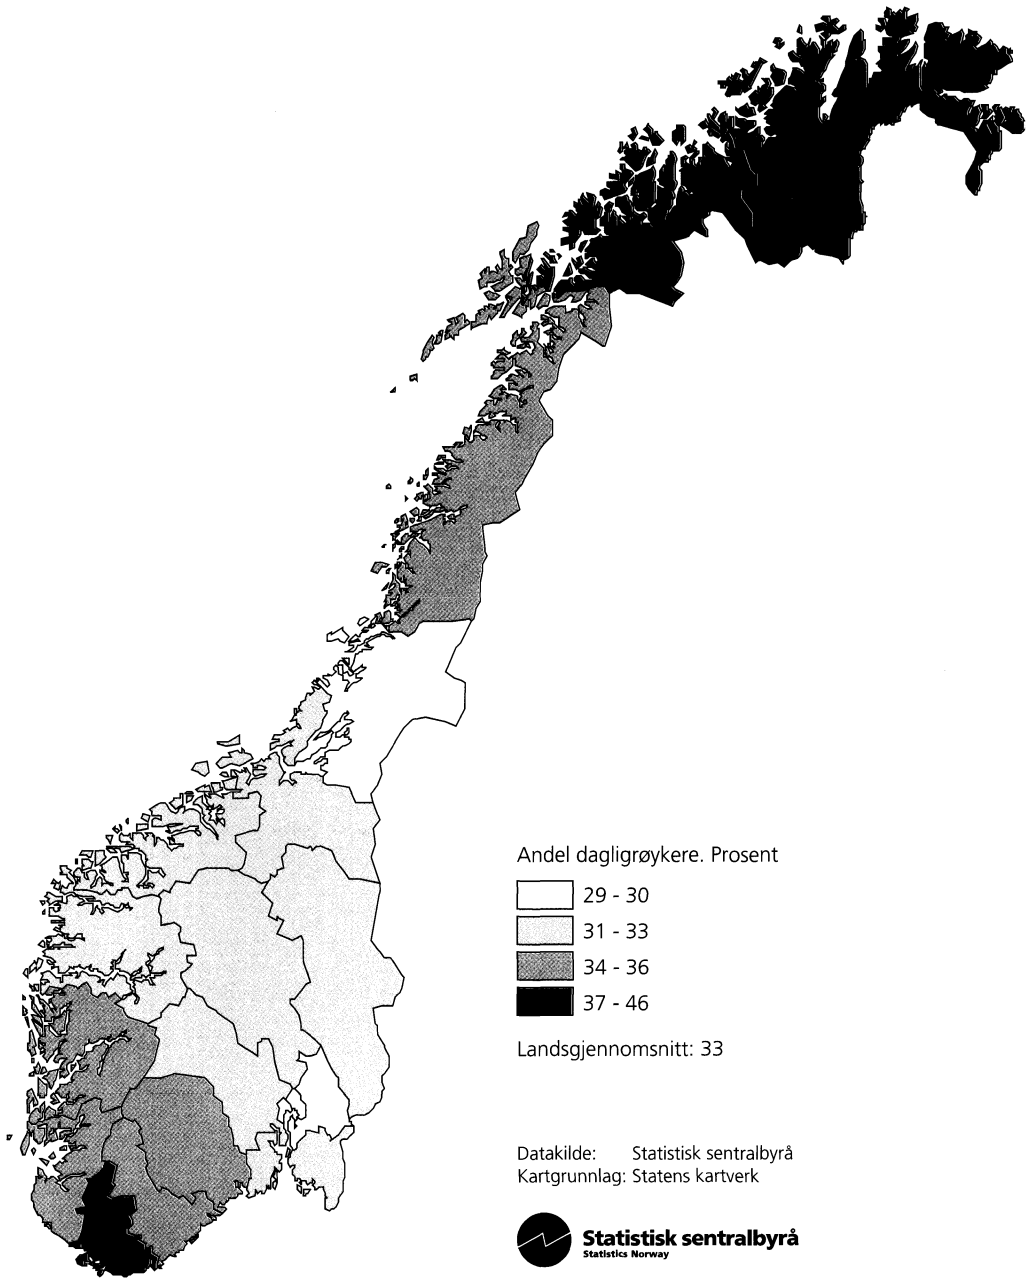 Andel dagligrøykere. Prosent
29 - 30
31 - 33
34 - 36
37 - 46
Landsgjennomsnitt: 33
Datakilde: Statistisk sentralbyrå
Kartgrunnlag: Statens kartverk
Statistisk sentralbyrå
Statistics Norway